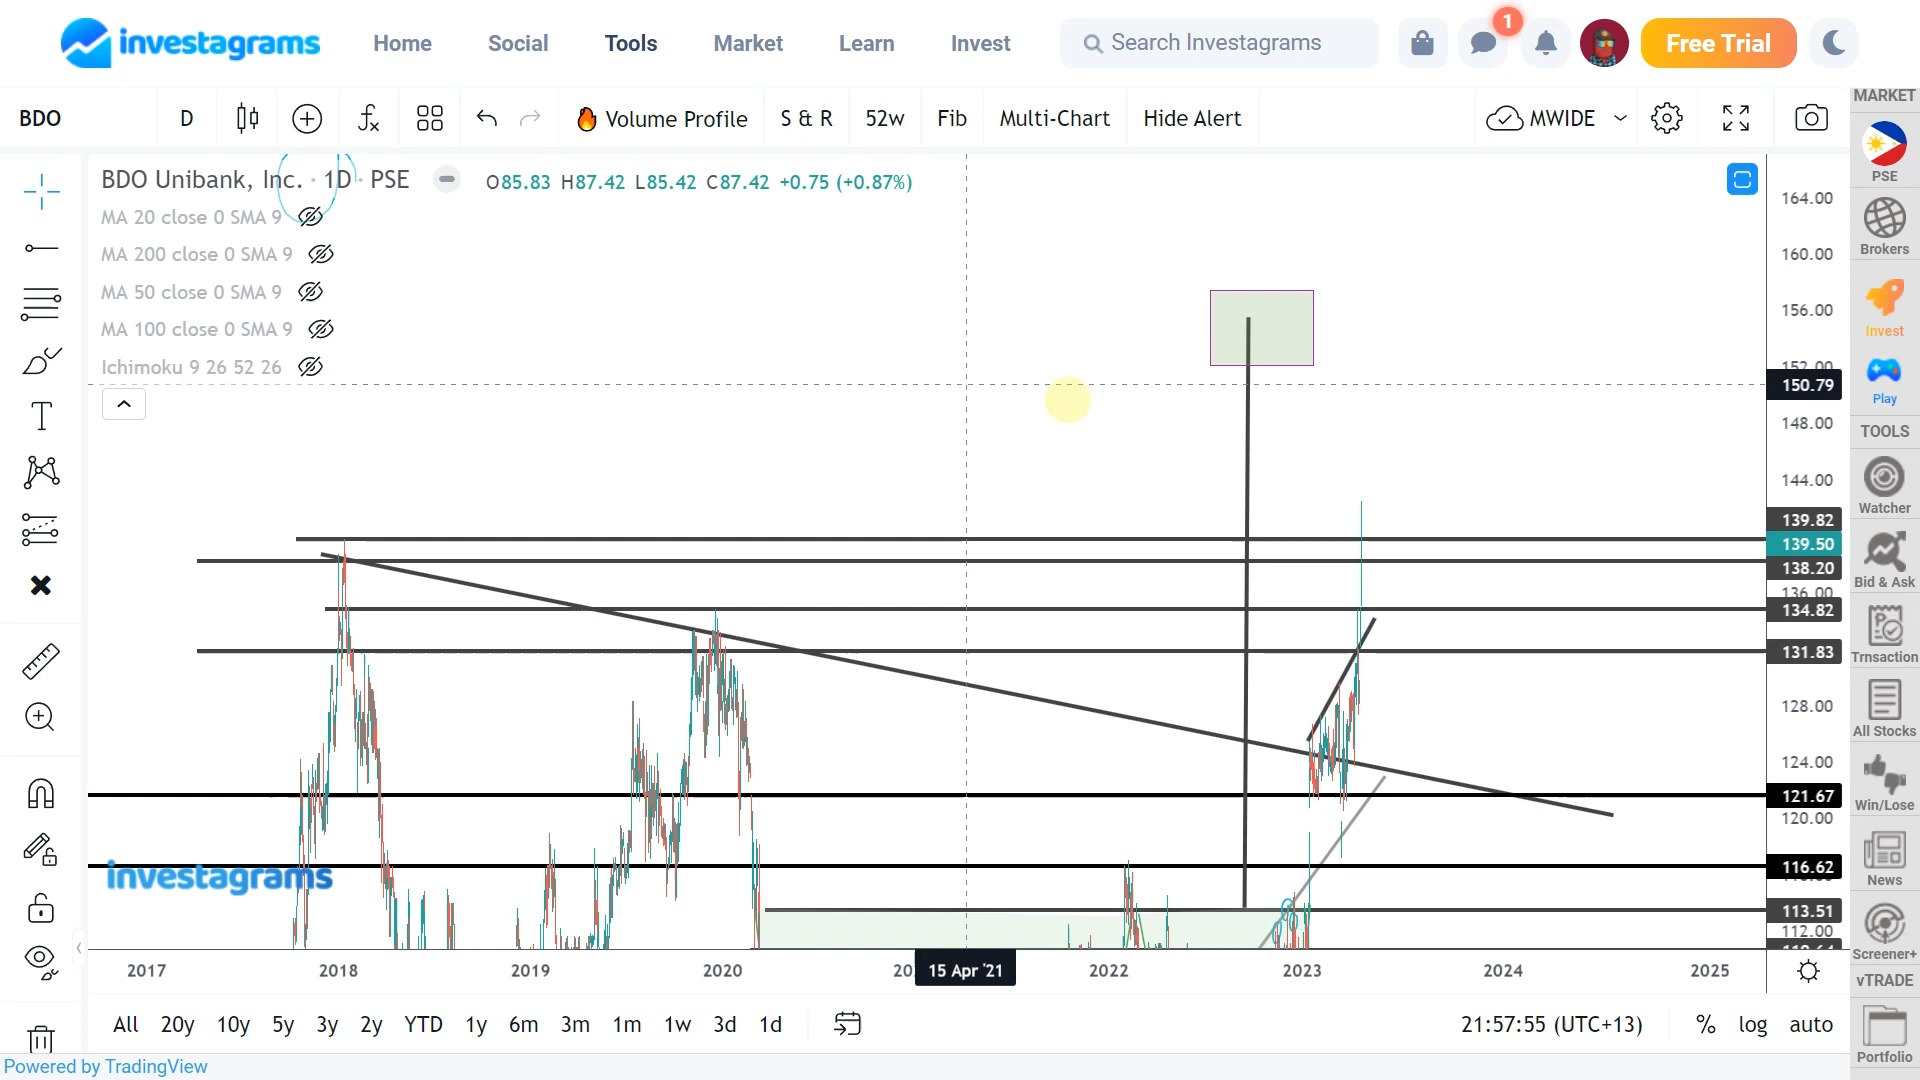 investagrams
Home Social Tools Market Learn Invest
Search Investagrams
1
Free Trial
BDO D Volume Profile S & R 52w Fib Multi-Chart Hide Alert MWIDE
BDO Unibank, Inc. · 1D · PSE O85.83 H87.42 L85.42 C87.42 +0.75 (+0.87%)
MA 20 close 0 SMA 9
MA 200 close 0 SMA 9
MA 50 close 0 SMA 9
MA 100 close 0 SMA 9
Ichimoku 9 26 52 26
164.00
160.00
156.00
152.00
150.79
148.00
144.00
139.82
139.50
138.20
136.00
134.82
131.83
128.00
124.00
121.67
120.00
116.62
113.51
112.00
investagrams
2017 2018 2019 2020 15 Apr '21 2022 2023 2024 2025
All 20y 10y 5y 3y 2y YTD 1y 6m 3m 1m 1w 3d 1d
21:57:55 (UTC+13) % log auto
Powered by TradingView
MARKET
PSE
Brokers
Invest
Play
TOOLS
Watcher
Bid & Ask
Trnsaction
All Stocks
Win/Lose
News
Screener+
vTRADE
Portfolio